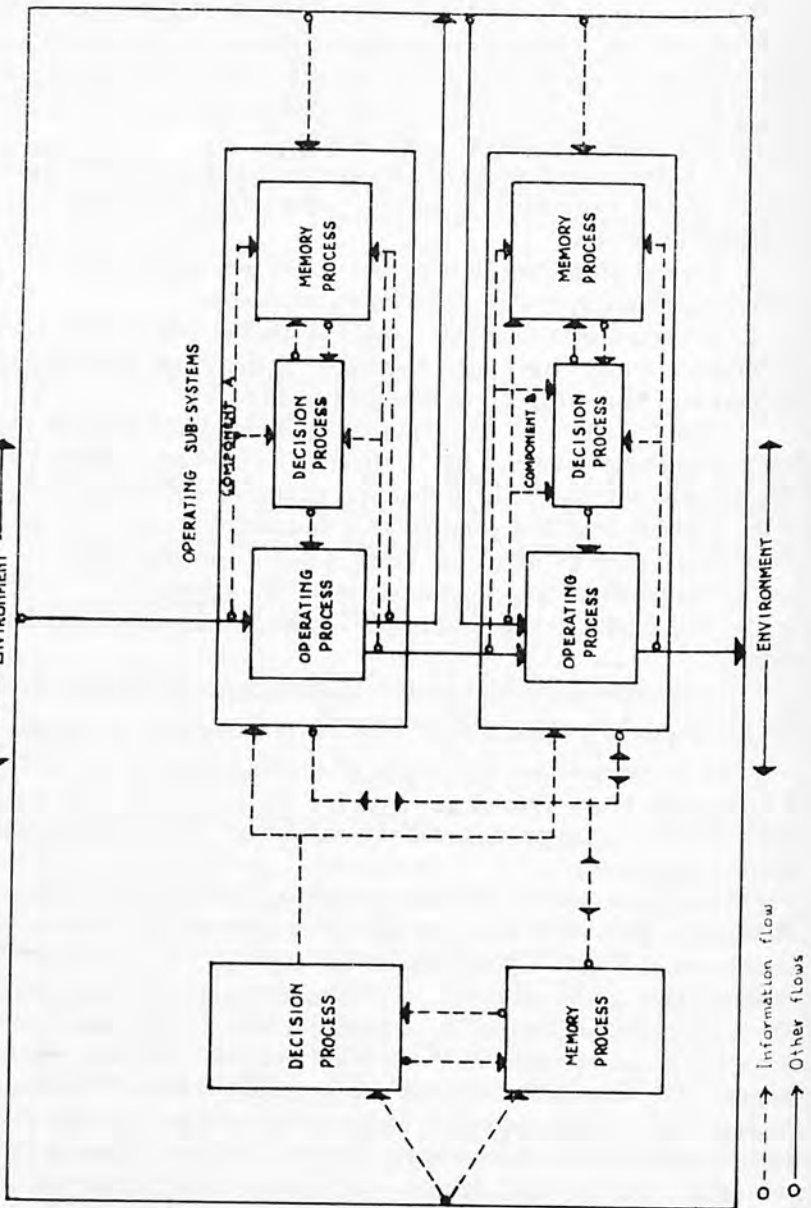 ENVIRONMENT
OPERATING SUB-SYSTEMS
COMPONENT A
MEMORY
PROCESS
DECISION
PROCESS
OPERATING
PROCESS
COMPONENT B
MEMORY
PROCESS
DECISION
PROCESS
OPERATING
PROCESS
DECISION
PROCESS
MEMORY
PROCESS
ENVIRONMENT
Information flow
Other flows